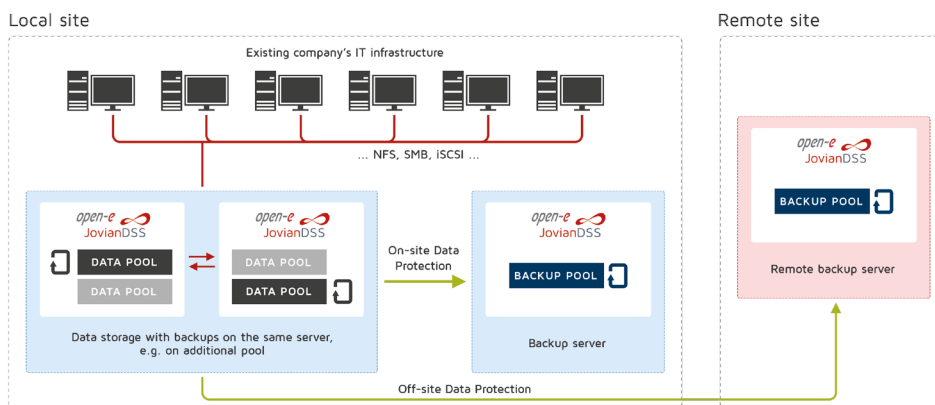 Local site
Remote site
Existing company's IT infrastructure
... NFS, SMB, iSCSI ...
open-e
JovianDSS
DATA POOL
DATA POOL
open-e
JovianDSS
DATA POOL
DATA POOL
Data storage with backups on the same server,
e.g. on additional pool
On-site Data
Protection
open-e
JovianDSS
BACKUP POOL
Backup server
open-e
JovianDSS
BACKUP POOL
Remote backup server
Off-site Data Protection